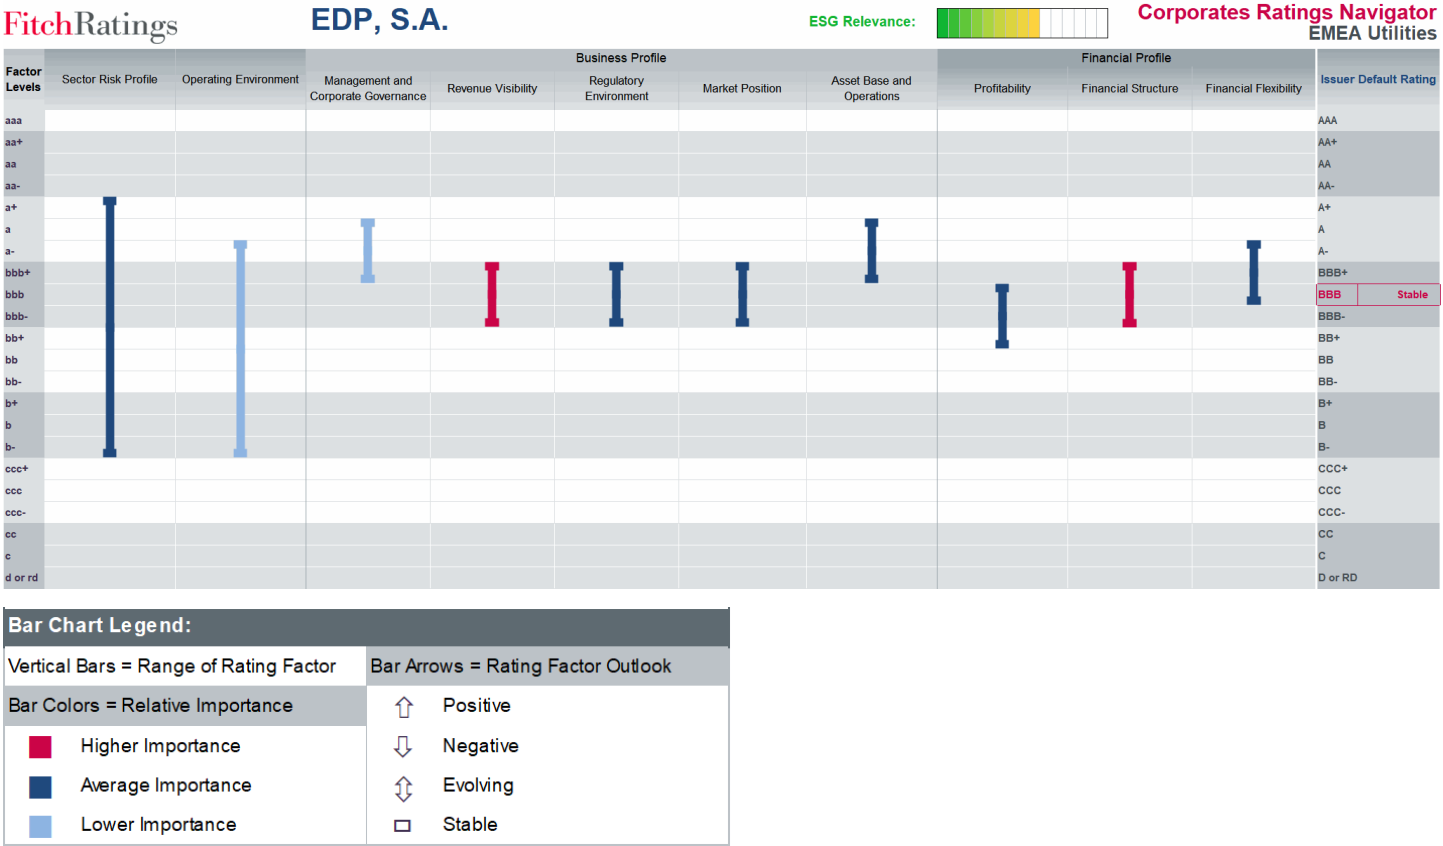 FitchRatings
EDP, S.A.
ESG Relevance:
Corporates Ratings Navigator
EMEA Utilities
Factor
Levels
Sector Risk Profile
Operating Environment
Business Profile
Management and
Corporate Governance
Revenue Visibility
Regulatory
Environment
Market Position
Asset Base and
Operations
Financial Profile
Profitability
Financial Structure
Financial Flexibility
Issuer Default Rating
aaa AAA
aa+ AA+
aa AA
aa- AA-
a+ A+
a A
a- A-
bbb+ BBB+
bbb BBB Stable
bbb- BBB-
bb+ BB+
bb BB
bb- BB-
b+ B+
b B
b- B-
ccc+ CCC+
ccc CCC
ccc- CCC-
cc CC
c C
d or rd D or RD
Bar Chart Legend:
Vertical Bars = Range of Rating Factor
Bar Arrows = Rating Factor Outlook
Bar Colors = Relative Importance
Positive
Higher Importance
Negative
Average Importance
Evolving
Lower Importance
Stable